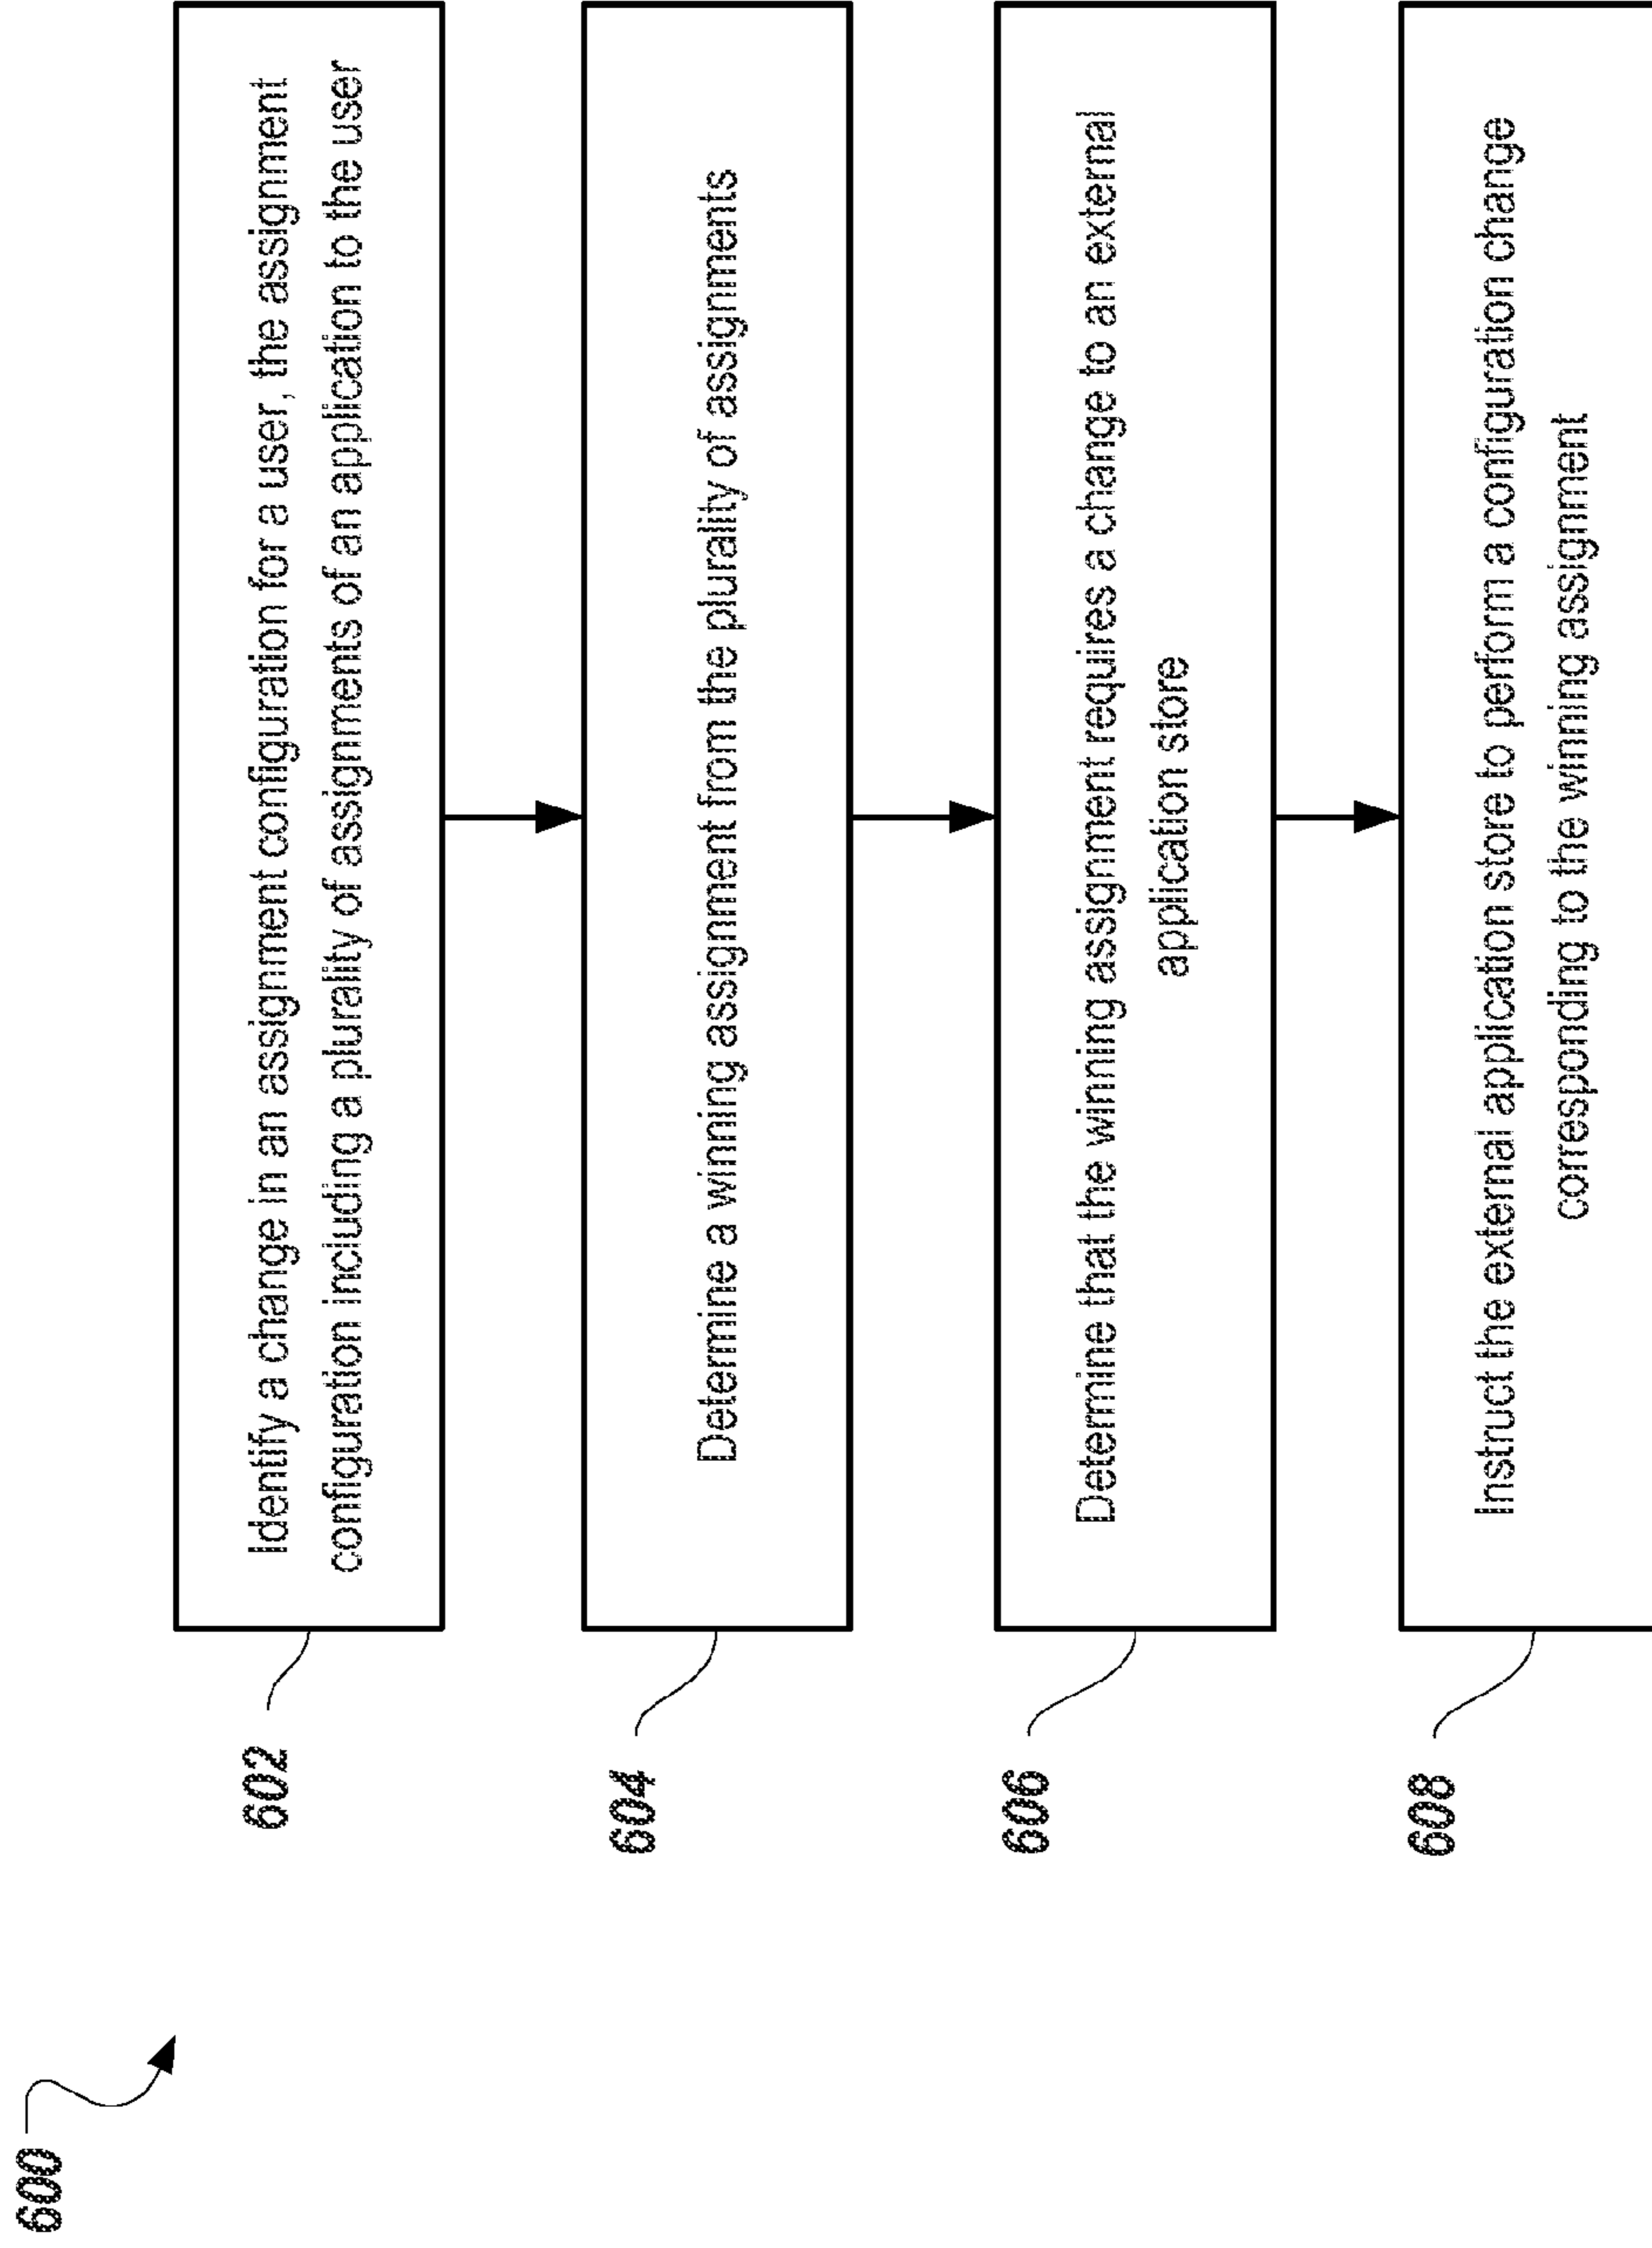 600
602
Identify a change in an assignment configuration for a user, the assignment
configuration including a plurality of assignments of an application to the user
604
Determine a winning assignment from the plurality of assignments
606
Determine that the winning assignment requires a change to an external
application store
608
Instruct the external application store to perform a configuration change
corresponding to the winning assignment